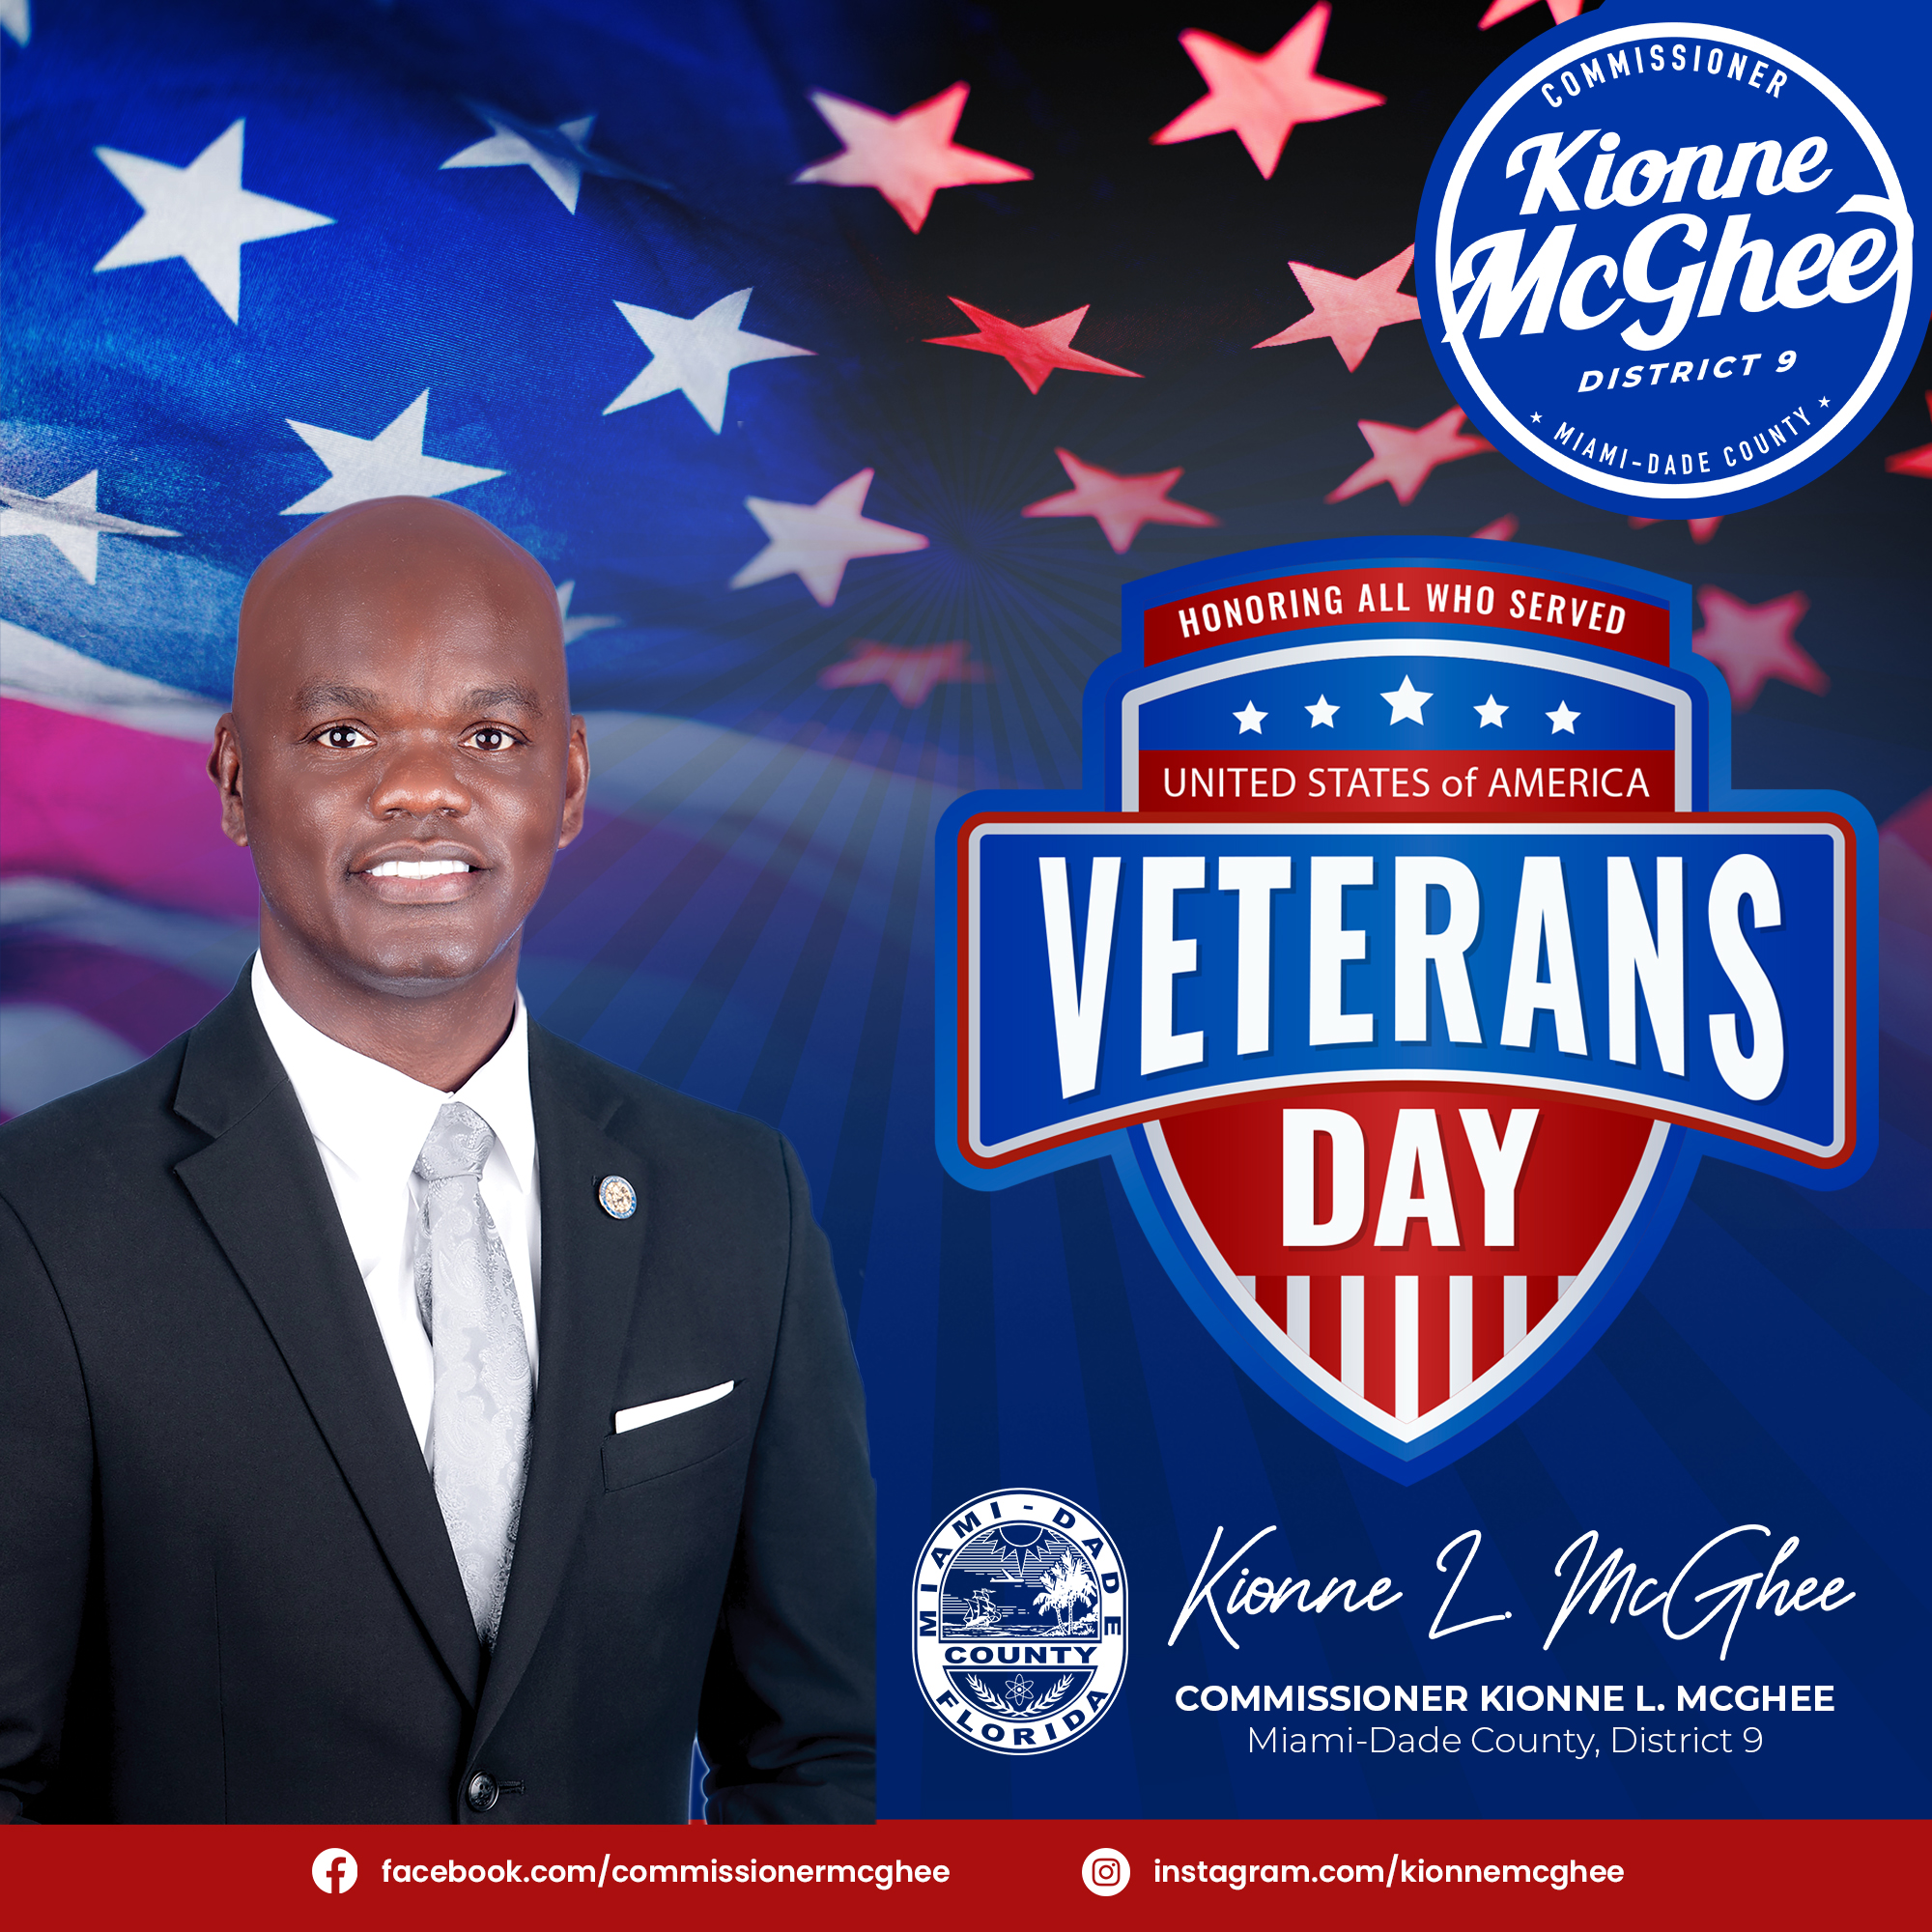 COMMISSIONER
Kionne
McGhee
DISTRICT 9
MIAMI-DADE COUNTY
HONORING ALL WHO SERVED
UNITED STATES of AMERICA
VETERANS
DAY
MIAMI-DADE
COUNTY
FLORIDA
Kionne L. McGhee
COMMISSIONER KIONNE L. MCGHEE
Miami-Dade County, District 9
facebook.com/commissionermcghee
instagram.com/kionnemcghee